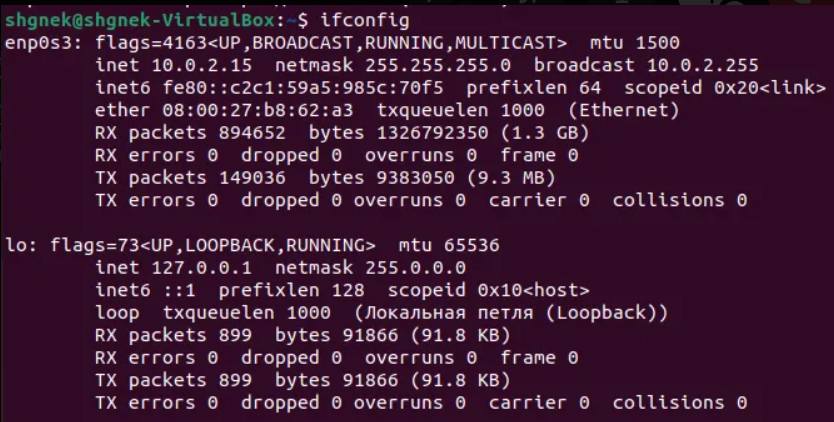 shgnek@shgnek-VirtualBox:~$ ifconfig
enp0s3: flags=4163<UP,BROADCAST,RUNNING,MULTICAST>  mtu 1500
        inet 10.0.2.15  netmask 255.255.255.0  broadcast 10.0.2.255
        inet6 fe80::c2c1:59a5:985c:70f5  prefixlen 64  scopeid 0x20<link>
        ether 08:00:27:b8:62:a3  txqueuelen 1000  (Ethernet)
        RX packets 894652  bytes 1326792350 (1.3 GB)
        RX errors 0  dropped 0  overruns 0  frame 0
        TX packets 149036  bytes 9383050 (9.3 MB)
        TX errors 0  dropped 0 overruns 0  carrier 0  collisions 0

lo: flags=73<UP,LOOPBACK,RUNNING>  mtu 65536
        inet 127.0.0.1  netmask 255.0.0.0
        inet6 ::1  prefixlen 128  scopeid 0x10<host>
        loop  txqueuelen 1000  (Локальная петля (Loopback))
        RX packets 899  bytes 91866 (91.8 KB)
        RX errors 0  dropped 0  overruns 0  frame 0
        TX packets 899  bytes 91866 (91.8 KB)
        TX errors 0  dropped 0 overruns 0  carrier 0  collisions 0